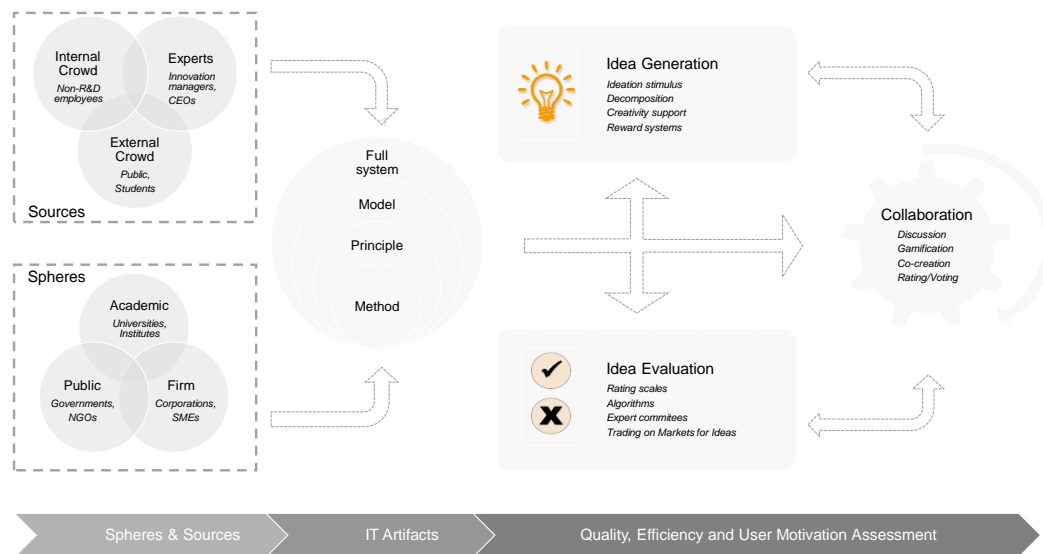 Internal
Crowd
Non-R&D
employees
Experts
Innovation
managers,
CEOs
External
Crowd
Public,
Students
Sources
Spheres
Academic
Universities,
Institutes
Public
Governments,
NGOs
Firm
Corporations,
SMEs
Full
system
Model
Principle
Method
Idea Generation
Ideation stimulus
Decomposition
Creativity support
Reward systems
Collaboration
Discussion
Gamification
Co-creation
Rating/Voting
Idea Evaluation
Rating scales
Algorithms
Expert commitees
Trading on Markets for Ideas
Spheres & Sources
IT Artifacts
Quality, Efficiency and User Motivation Assessment